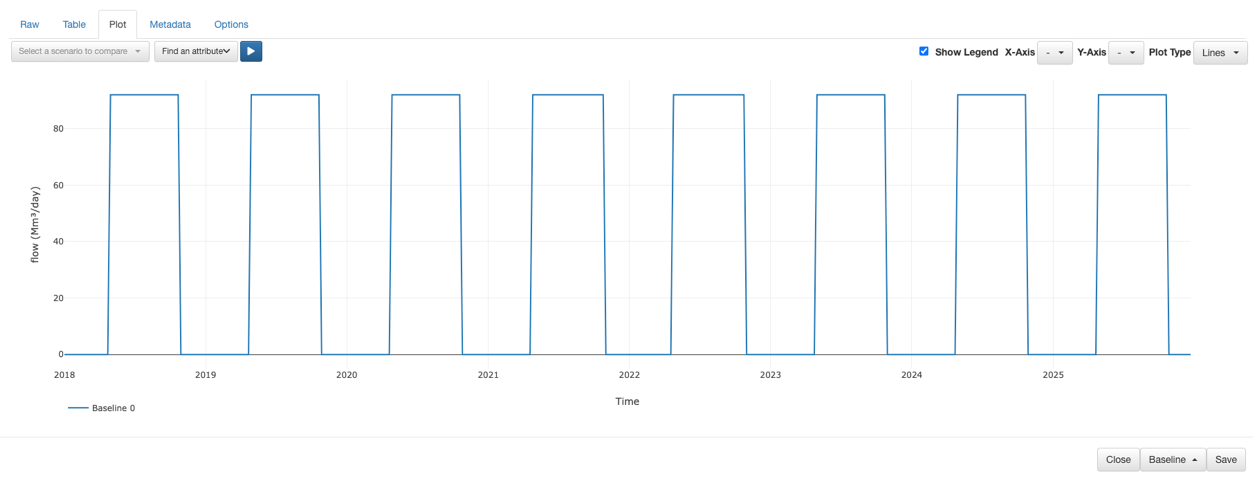 Raw Table Plot Metadata Options
Select a scenario to compare Find an attribute Show Legend X-Axis - Y-Axis - Plot Type Lines
80
60
40
20
0
flow (Mm³/day)
2018 2019 2020 2021 2022 2023 2024 2025
Time
Baseline 0
Close Baseline Save